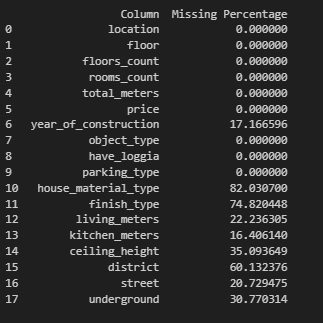 Column Missing Percentage
0 location 0.000000
1 floor 0.000000
2 floors_count 0.000000
3 rooms_count 0.000000
4 total_meters 0.000000
5 price 0.000000
6 year_of_construction 17.166596
7 object_type 0.000000
8 have_loggia 0.000000
9 parking_type 0.000000
10 house_material_type 82.030700
11 finish_type 74.820448
12 living_meters 22.236305
13 kitchen_meters 16.406140
14 ceiling_height 35.093649
15 district 60.132376
16 street 20.729475
17 underground 30.770314